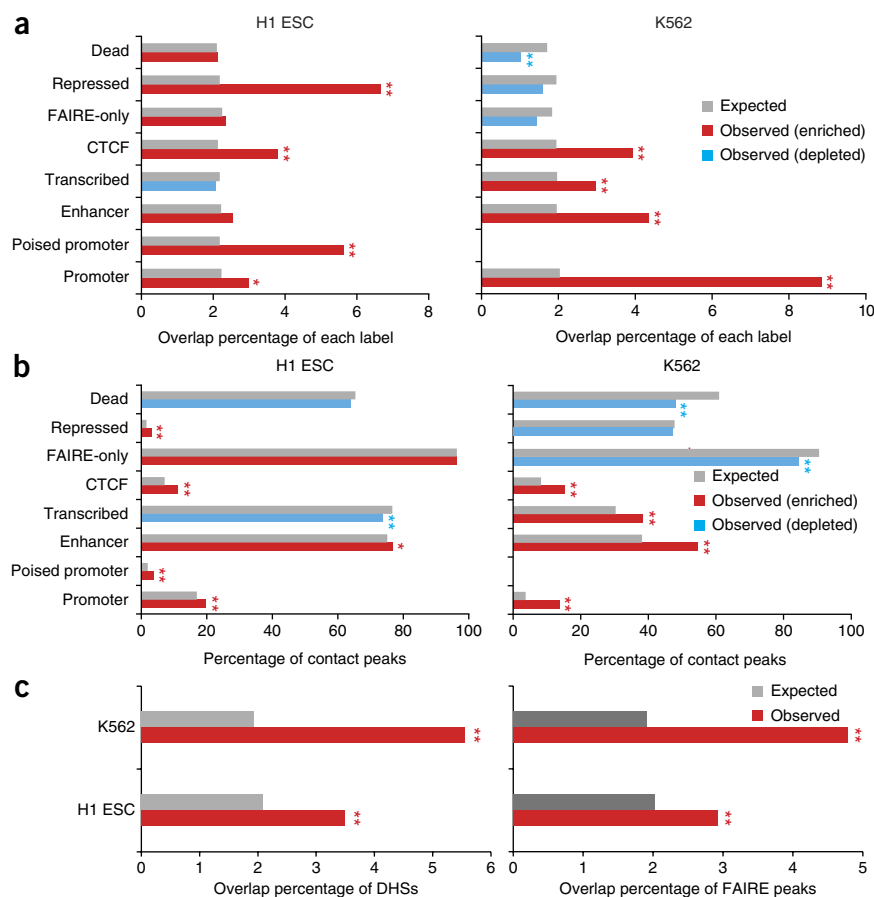 a
H1 ESC
K562
Dead
**
Repressed
**
FAIRE-only
CTCF
**
**
Transcribed
**
Enhancer
**
Poised promoter
**
Promoter
*
**
Expected
Observed (enriched)
Observed (depleted)
0 2 4 6 8
0 2 4 6 8 10
Overlap percentage of each label
Overlap percentage of each label
b
H1 ESC
K562
Dead
**
Repressed
**
FAIRE-only
**
CTCF
**
**
Transcribed
**
**
Enhancer
*
**
Poised promoter
**
Promoter
**
**
Expected
Observed (enriched)
Observed (depleted)
0 20 40 60 80 100
0 20 40 60 80 100
Percentage of contact peaks
Percentage of contact peaks
c
Expected
Observed
K562
**
**
H1 ESC
**
**
0 1 2 3 4 5 6
0 1 2 3 4 5
Overlap percentage of DHSs
Overlap percentage of FAIRE peaks